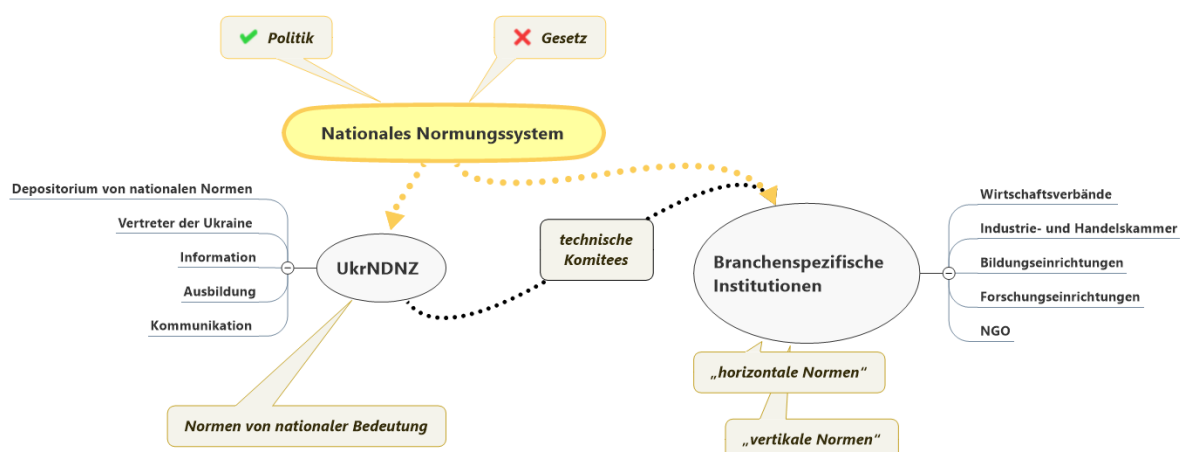 Politik
Gesetz
Nationales Normungssystem
Depositorium von nationalen Normen
Vertreter der Ukraine
Information
Ausbildung
Kommunikation
UkrNDNZ
technische
Komitees
Branchenspezifische
Institutionen
Wirtschaftsverbände
Industrie- und Handelskammer
Bildungseinrichtungen
Forschungseinrichtungen
NGO
„horizontale Normen“
Normen von nationaler Bedeutung
„vertikale Normen“